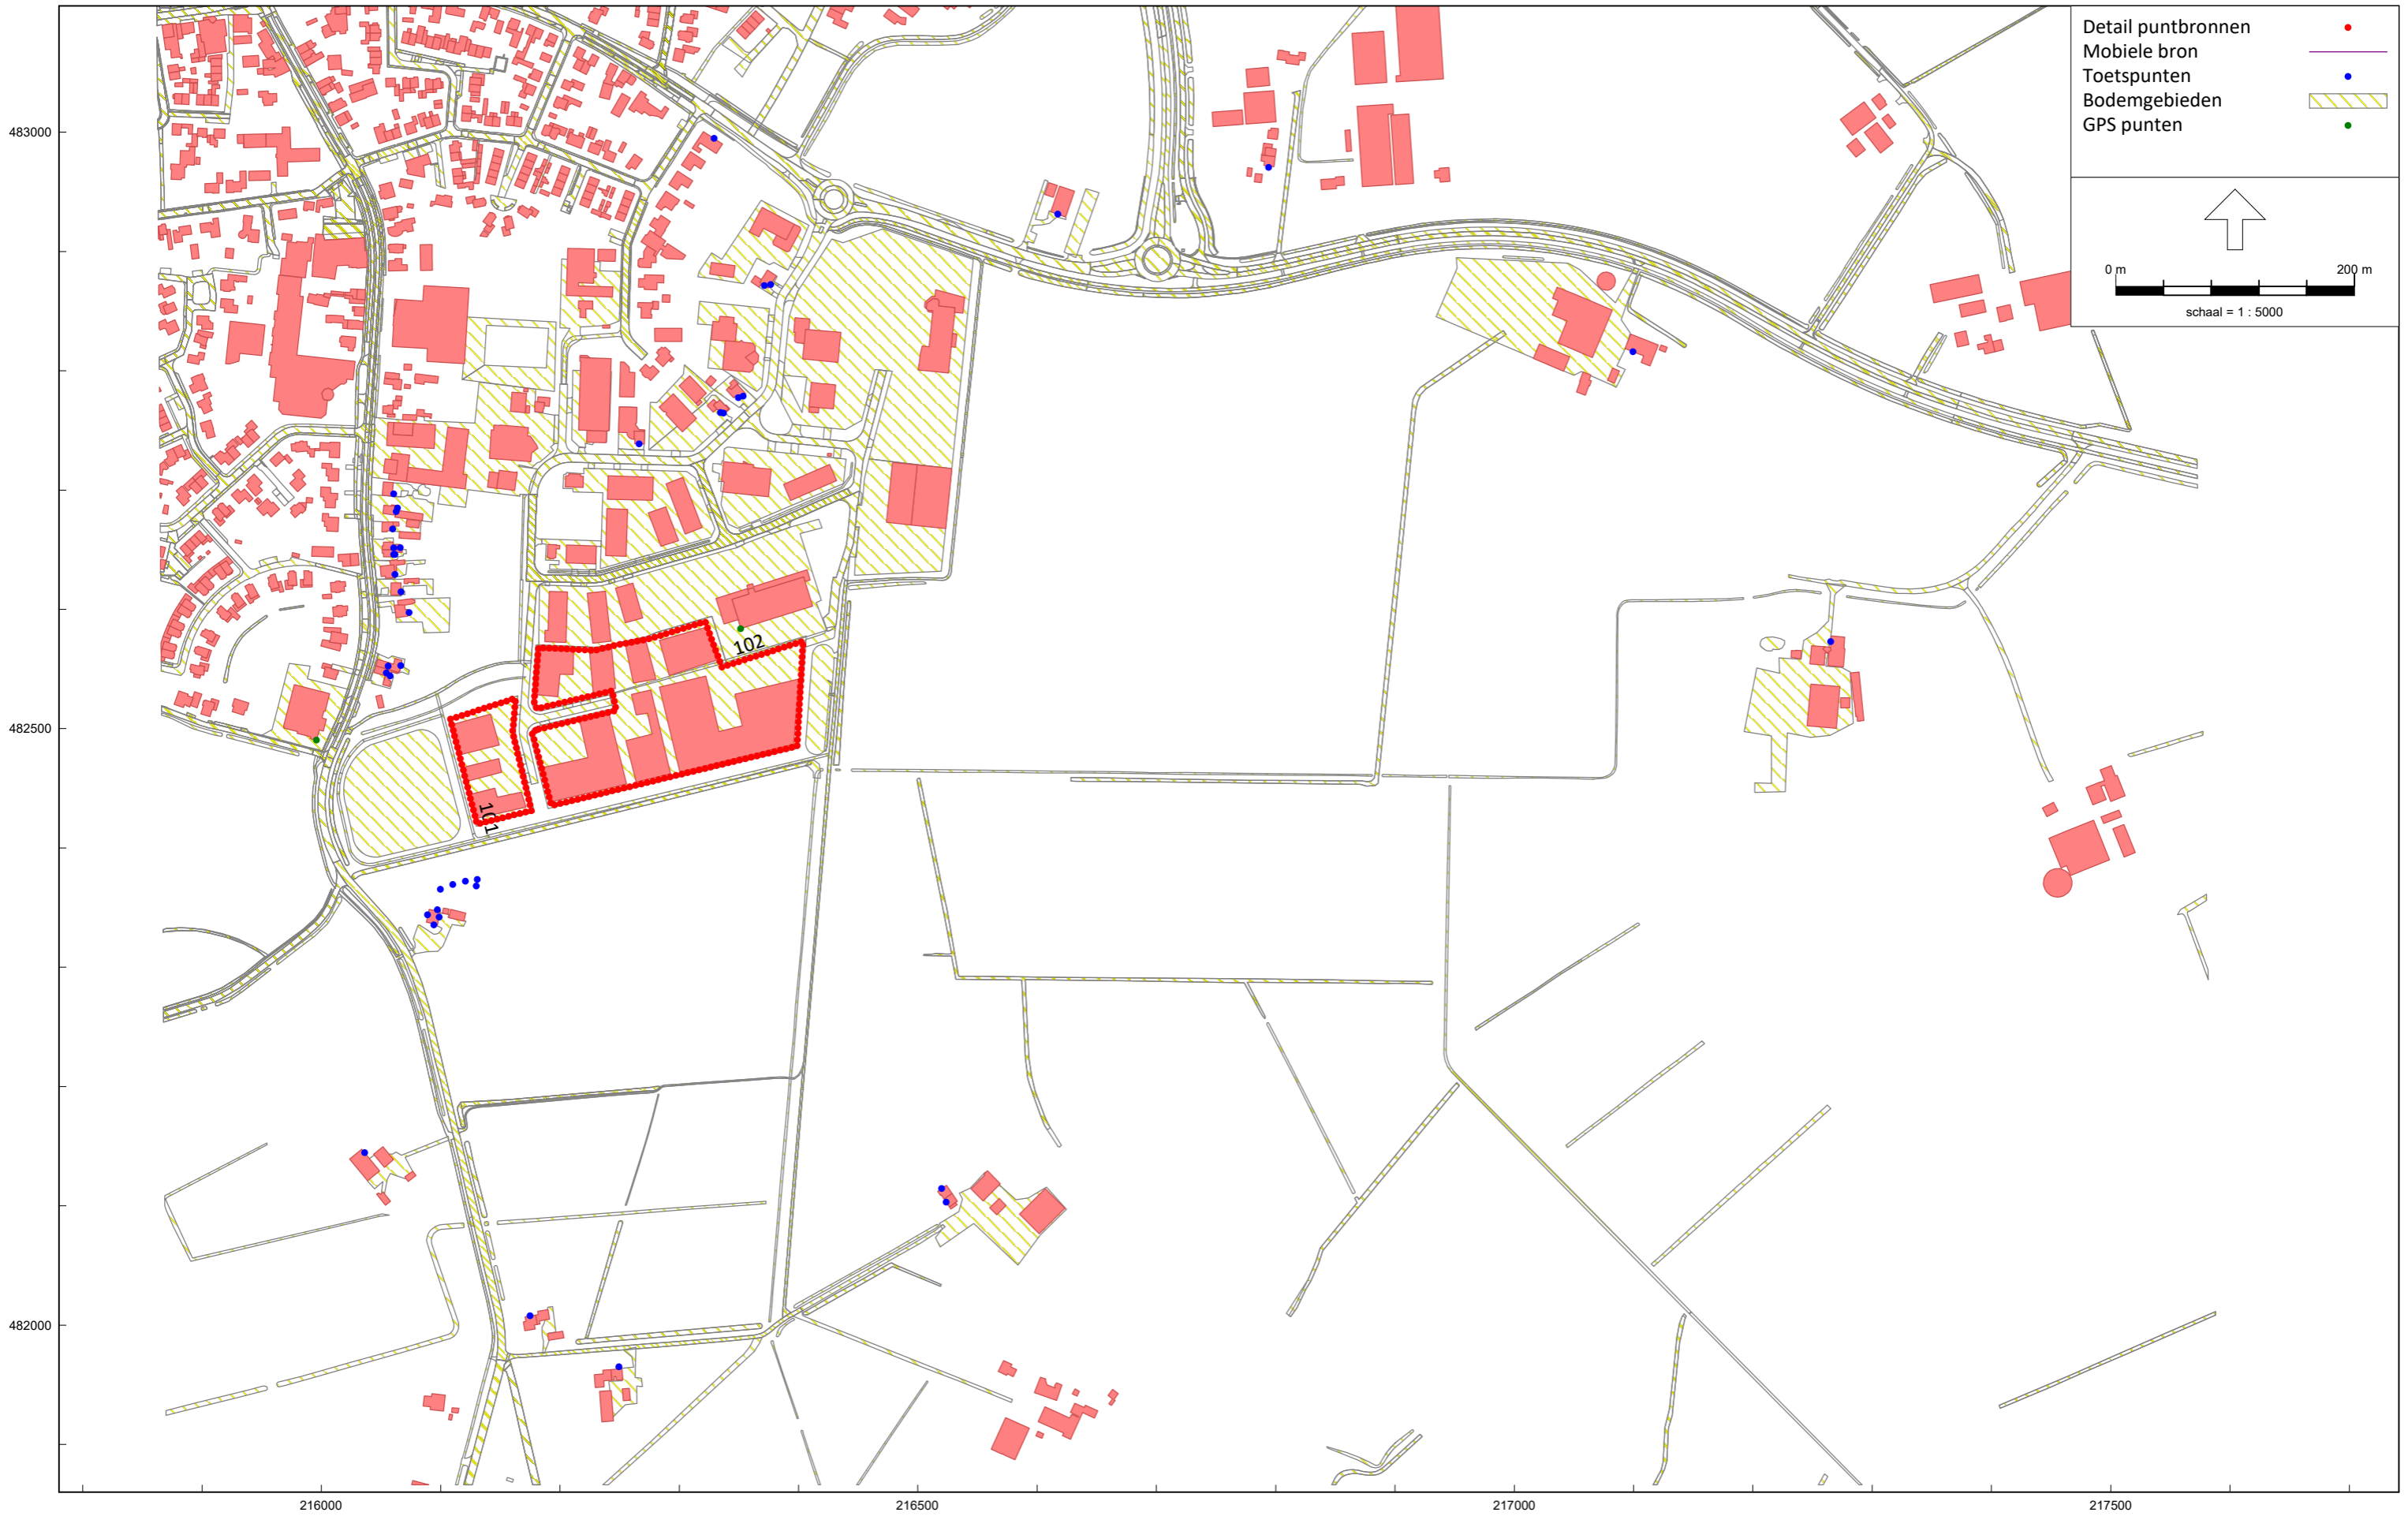 Detail puntbronnen
Mobiele bron
Toetspunten
Bodemgebieden
GPS punten
0 m 200 m
schaal = 1 : 5000
483000
482500
482000
102
101
216000 216500 217000 217500